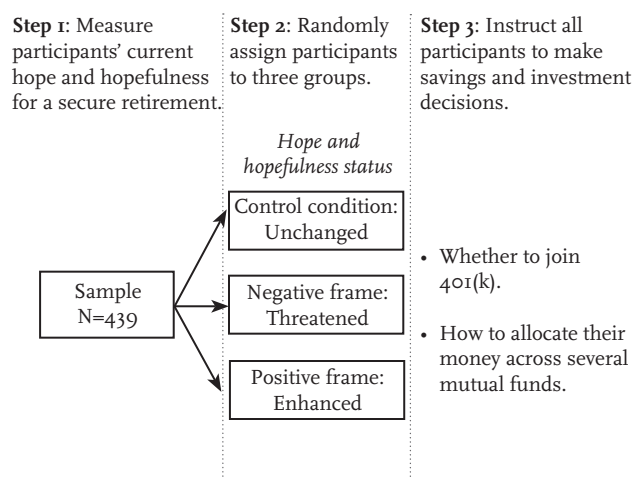 Step 1: Measure
participants' current
hope and hopefulness
for a secure retirement.
Step 2: Randomly
assign participants
to three groups.
Step 3: Instruct all
participants to make
savings and investment
decisions.
Hope and
hopefulness status
Control condition:
Unchanged
Sample
N=439
Negative frame:
Threatened
Positive frame:
Enhanced
• Whether to join
401(k).
• How to allocate their
money across several
mutual funds.